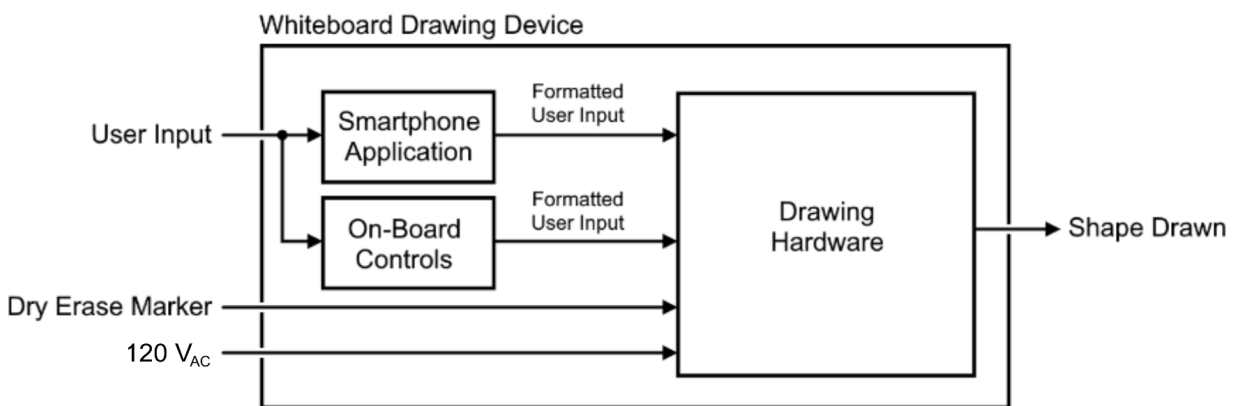 Whiteboard Drawing Device
User Input
Smartphone
Application
Formatted
User Input
On-Board
Controls
Formatted
User Input
Drawing
Hardware
Shape Drawn
Dry Erase Marker
120 VAC